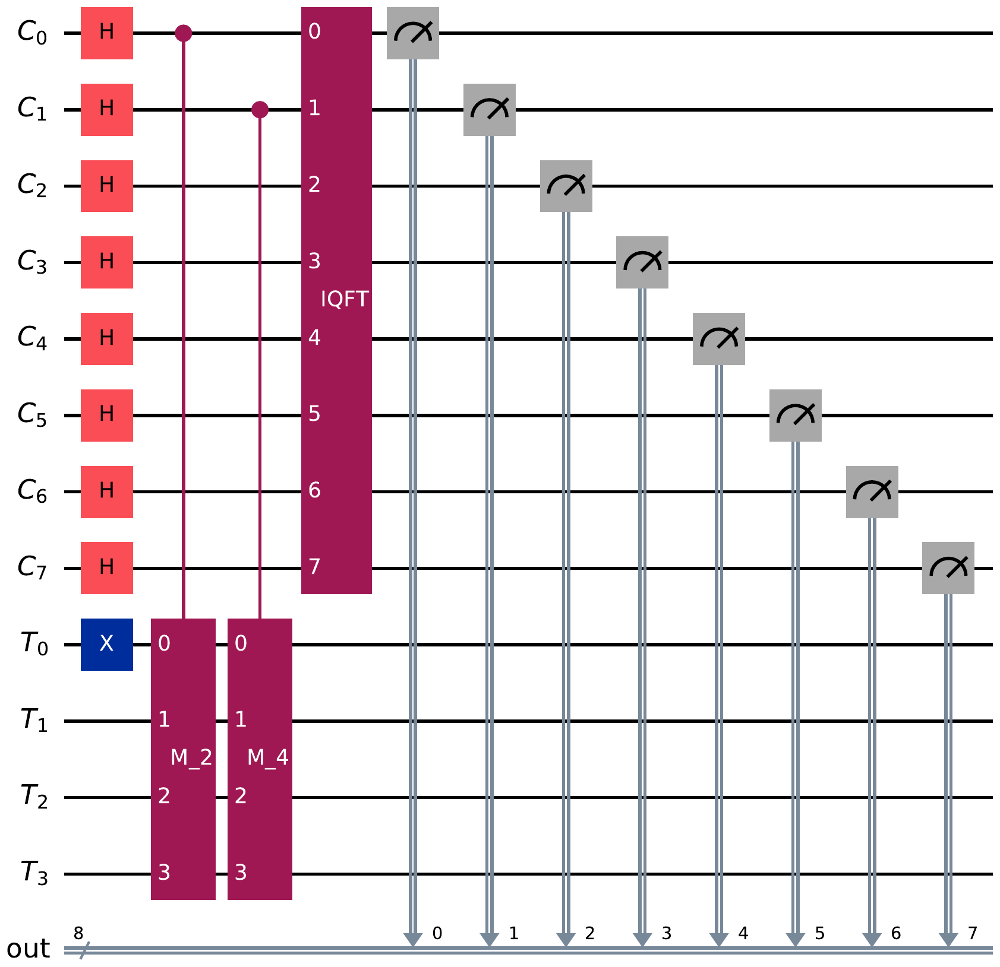 C0 H 0
C1 H 1
C2 H 2
C3 H 3
IQFT
C4 H 4
C5 H 5
C6 H 6
C7 H 7
T0 X 0 0
T1 1 1
M_2 M_4
T2 2 2
T3 3 3
8 0 1 2 3 4 5 6 7
out